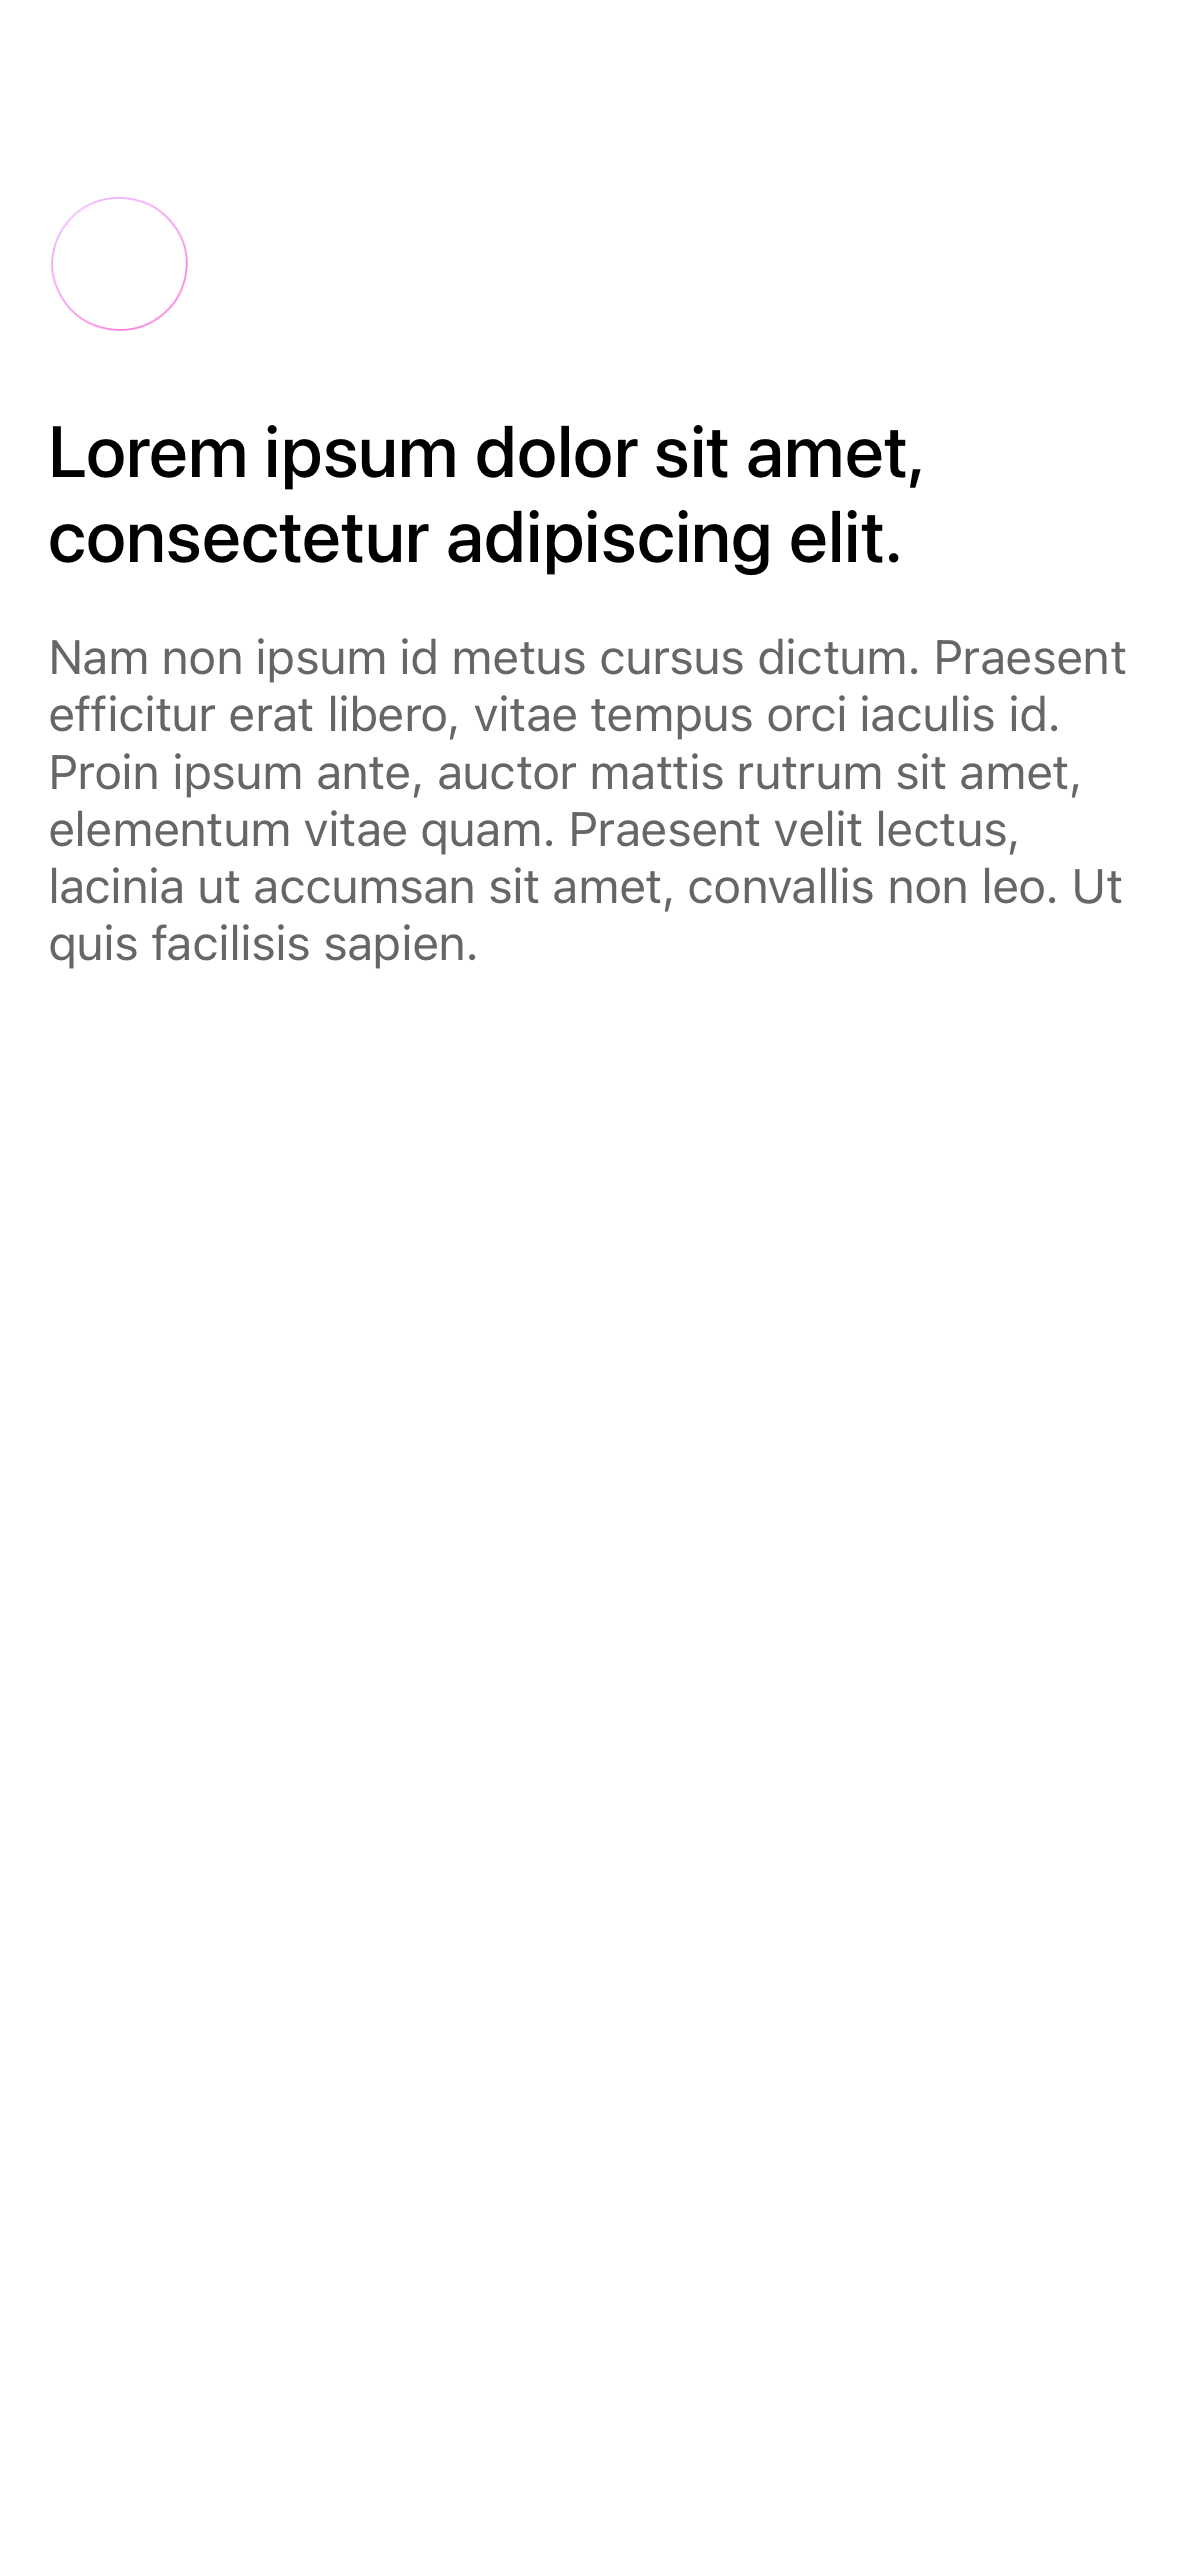 Lorem ipsum dolor sit amet,
consectetur adipiscing elit.
Nam non ipsum id metus cursus dictum. Praesent
efficitur erat libero, vitae tempus orci iaculis id.
Proin ipsum ante, auctor mattis rutrum sit amet,
elementum vitae quam. Praesent velit lectus,
lacinia ut accumsan sit amet, convallis non leo. Ut
quis facilisis sapien.